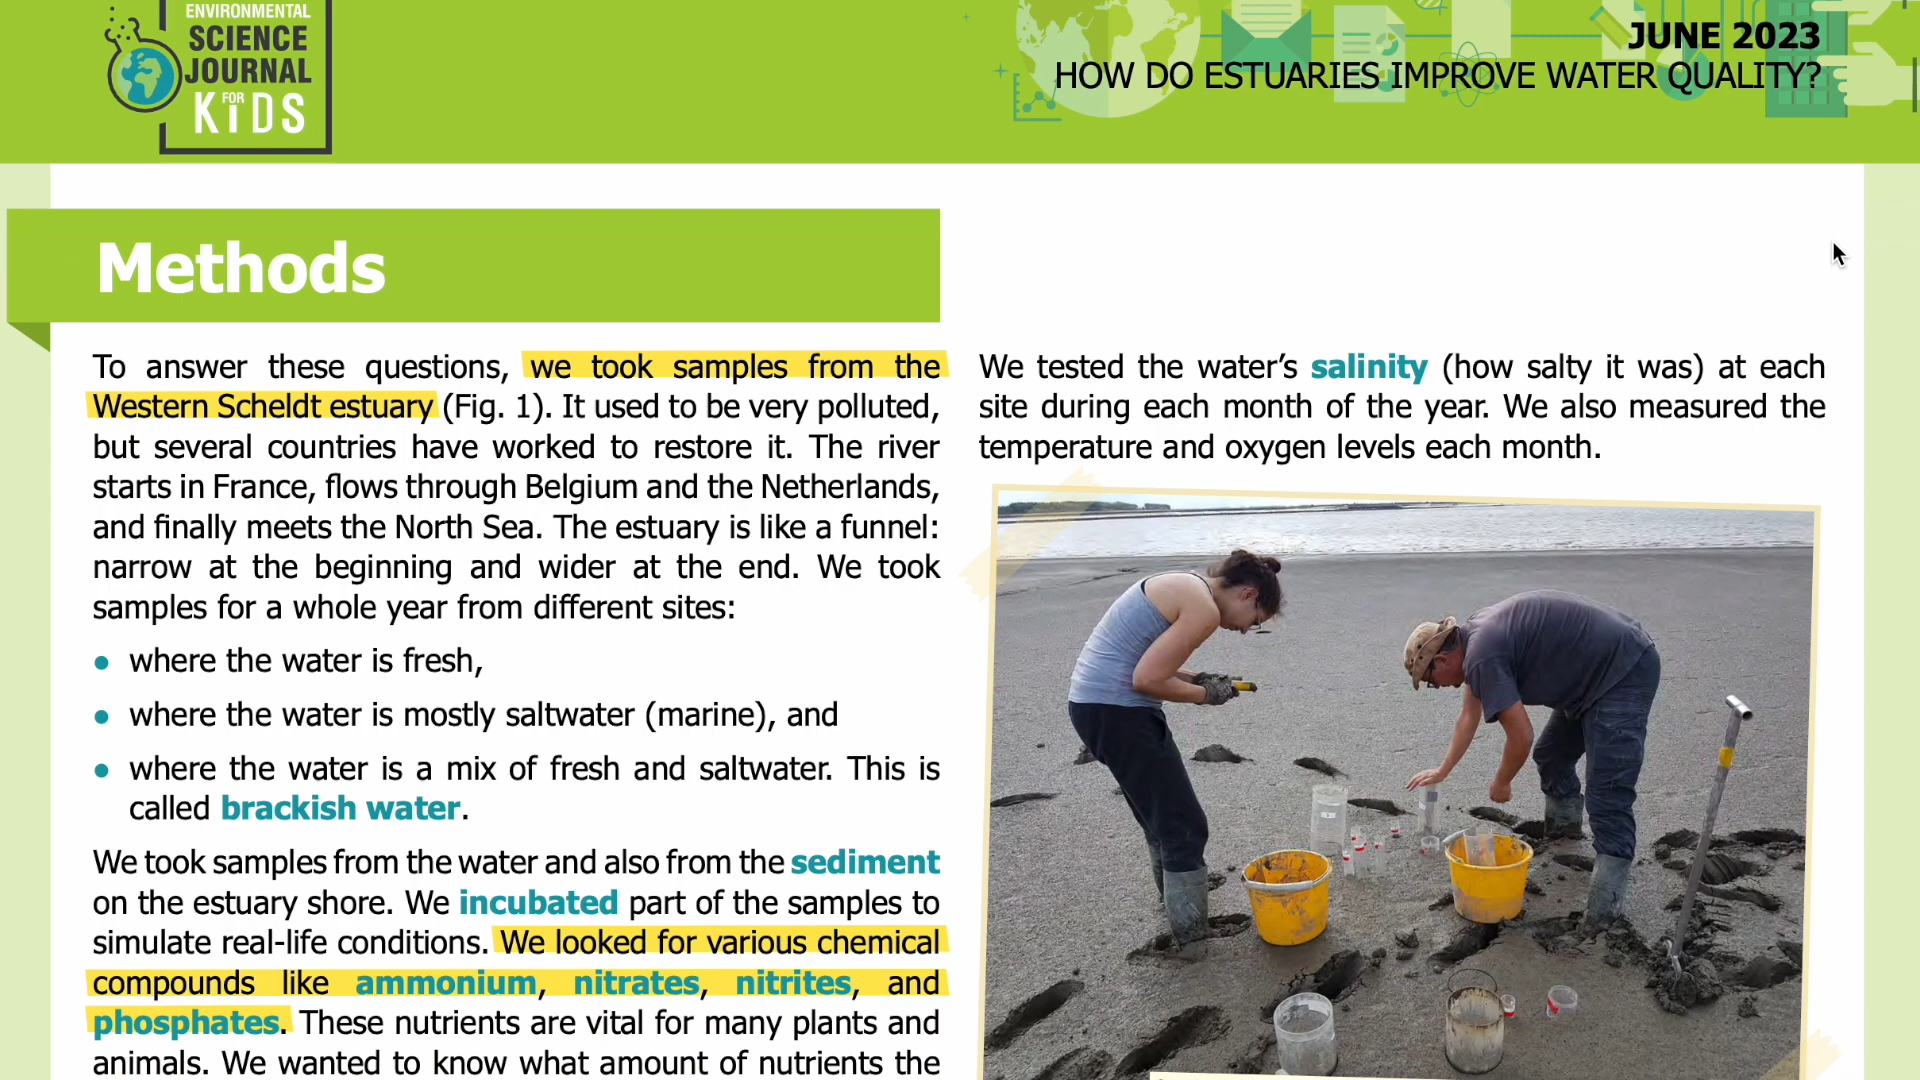 ENVIRONMENTAL
SCIENCE
JOURNAL
FOR
KiDS
JUNE 2023
HOW DO ESTUARIES IMPROVE WATER QUALITY?
Methods
To answer these questions, we took samples from the
Western Scheldt estuary (Fig. 1). It used to be very polluted,
but several countries have worked to restore it. The river
starts in France, flows through Belgium and the Netherlands,
and finally meets the North Sea. The estuary is like a funnel:
narrow at the beginning and wider at the end. We took
samples for a whole year from different sites:
• where the water is fresh,
• where the water is mostly saltwater (marine), and
• where the water is a mix of fresh and saltwater. This is
called brackish water.
We took samples from the water and also from the sediment
on the estuary shore. We incubated part of the samples to
simulate real-life conditions. We looked for various chemical
compounds like ammonium, nitrates, nitrites, and
phosphates. These nutrients are vital for many plants and
animals. We wanted to know what amount of nutrients the
We tested the water's salinity (how salty it was) at each
site during each month of the year. We also measured the
temperature and oxygen levels each month.